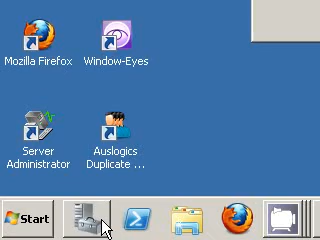 Mozilla Firefox
Window-Eyes
Server
Administrator
Auslogics
Duplicate ...
Start